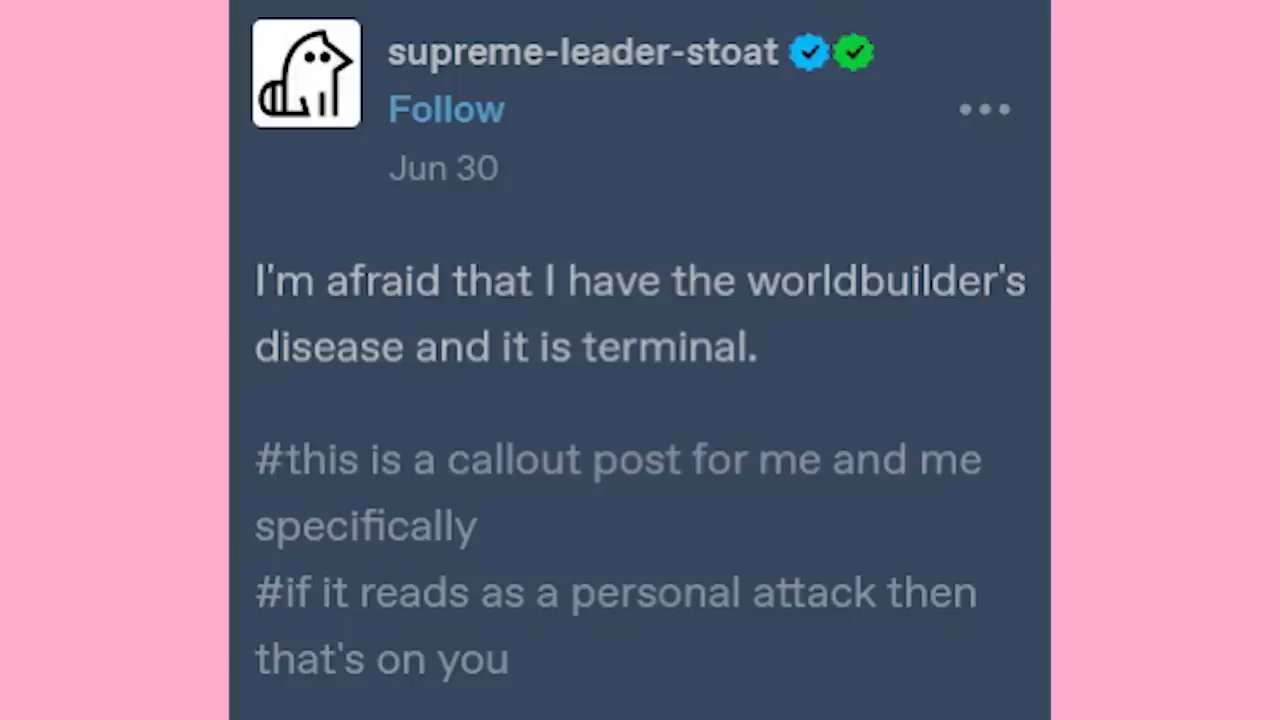 supreme-leader-stoat
Follow
Jun 30
I'm afraid that I have the worldbuilder's
disease and it is terminal.
#this is a callout post for me and me
specifically
#if it reads as a personal attack then
that's on you